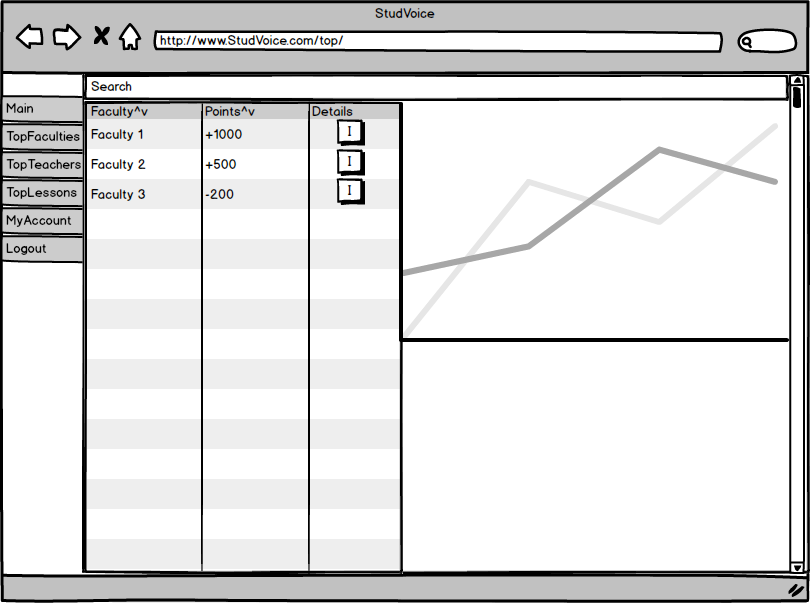 StudVoice
http://www.StudVoice.com/top/
Search
Main
TopFaculties
TopTeachers
TopLessons
MyAccount
Logout
Faculty^v Points^v Details
Faculty 1 +1000 I
Faculty 2 +500 I
Faculty 3 -200 I